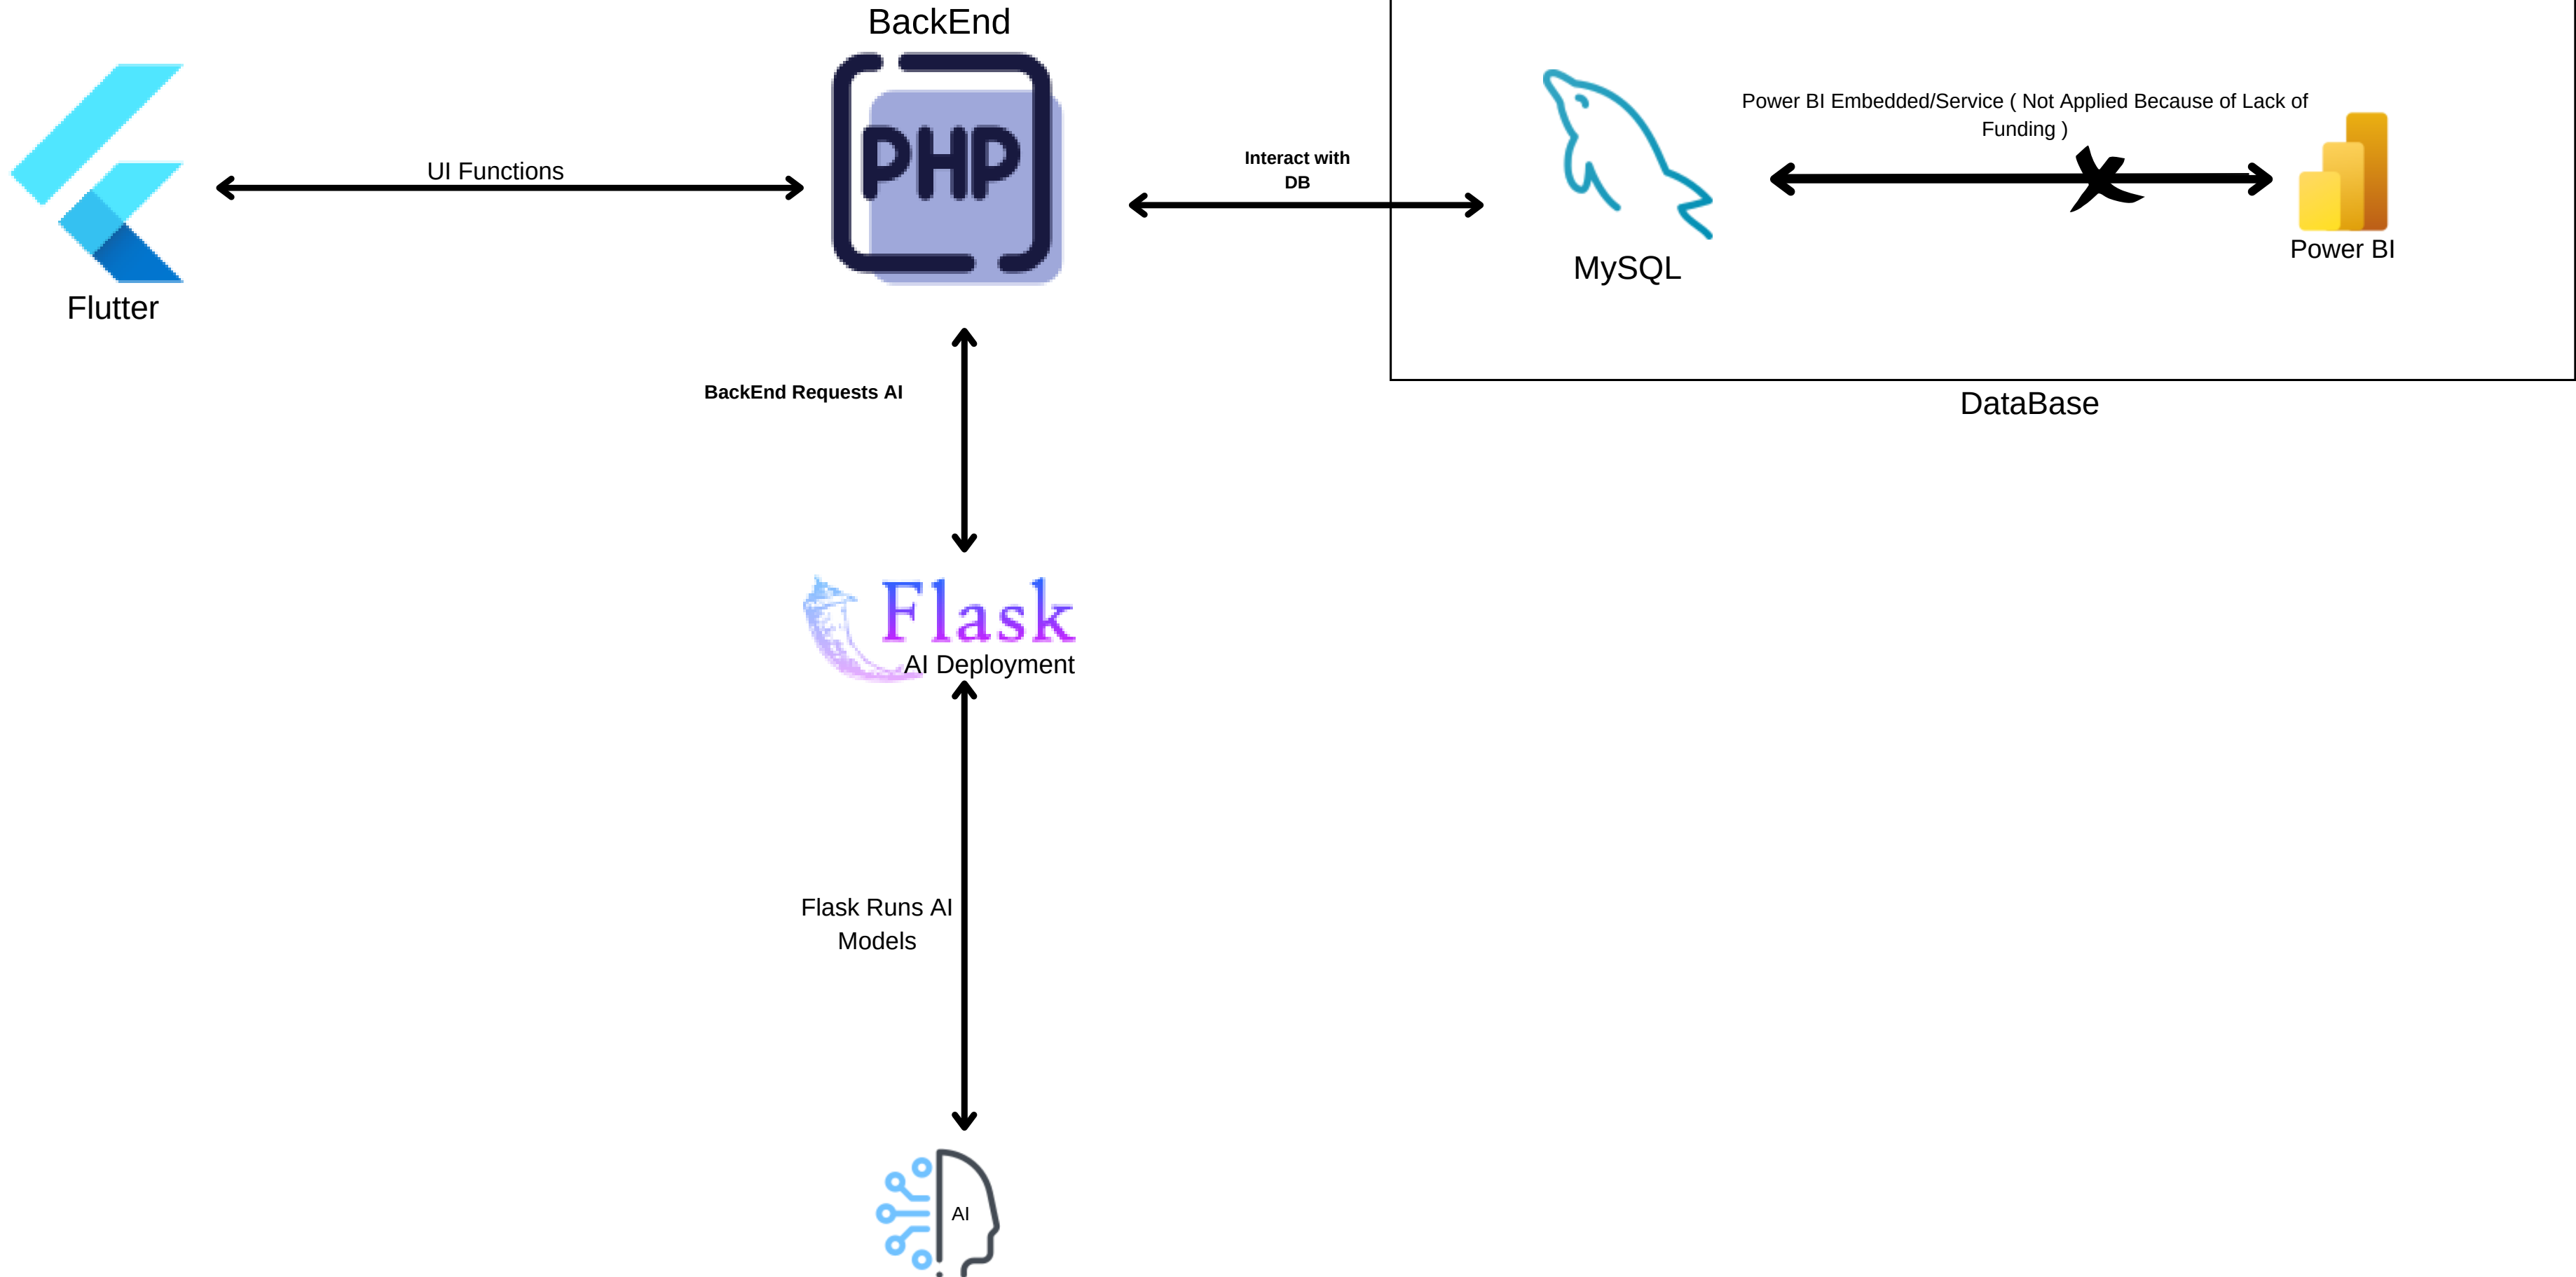 BackEnd
PHP
UI Functions
Flutter
Interact with
DB
Power BI Embedded/Service ( Not Applied Because of Lack of
Funding )
MySQL
Power BI
DataBase
BackEnd Requests AI
Flask
AI Deployment
Flask Runs AI
Models
AI